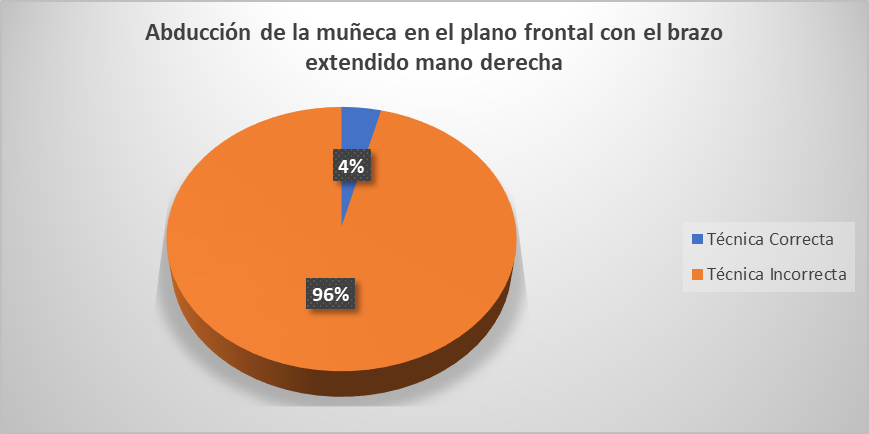 Abducción de la muñeca en el plano frontal con el brazo
extendido mano derecha
4%
96%
Técnica Correcta
Técnica Incorrecta